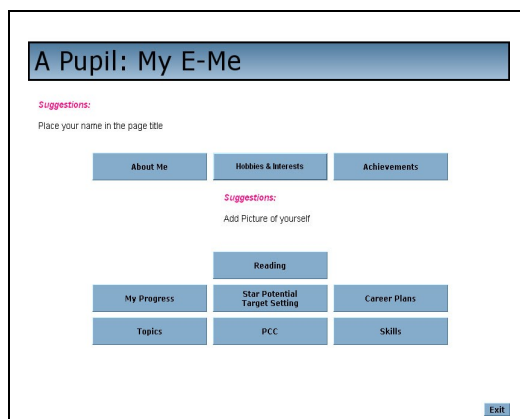 A Pupil: My E-Me
Suggestions:
Place your name in the page title
About Me
Hobbies & Interests
Achievements
Suggestions:
Add Picture of yourself
Reading
My Progress
Star Potential
Target Setting
Career Plans
Topics
PCC
Skills
Exit